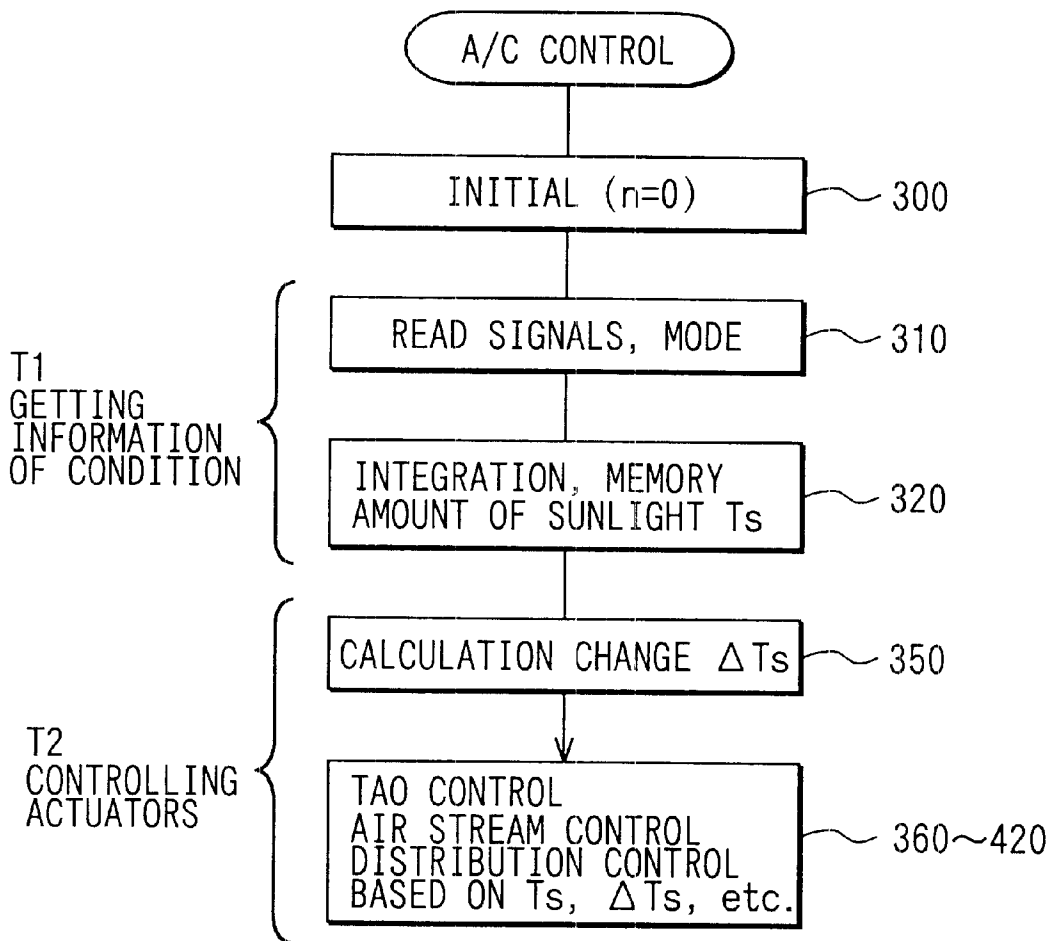 A/C CONTROL
INITIAL (n=0)
300
READ SIGNALS, MODE
310
T1
GETTING
INFORMATION
OF CONDITION
INTEGRATION, MEMORY
AMOUNT OF SUNLIGHT Ts
320
CALCULATION CHANGE ΔTs
350
T2
CONTROLLING
ACTUATORS
TAO CONTROL
AIR STREAM CONTROL
DISTRIBUTION CONTROL
BASED ON Ts, ΔTs, etc.
360~420